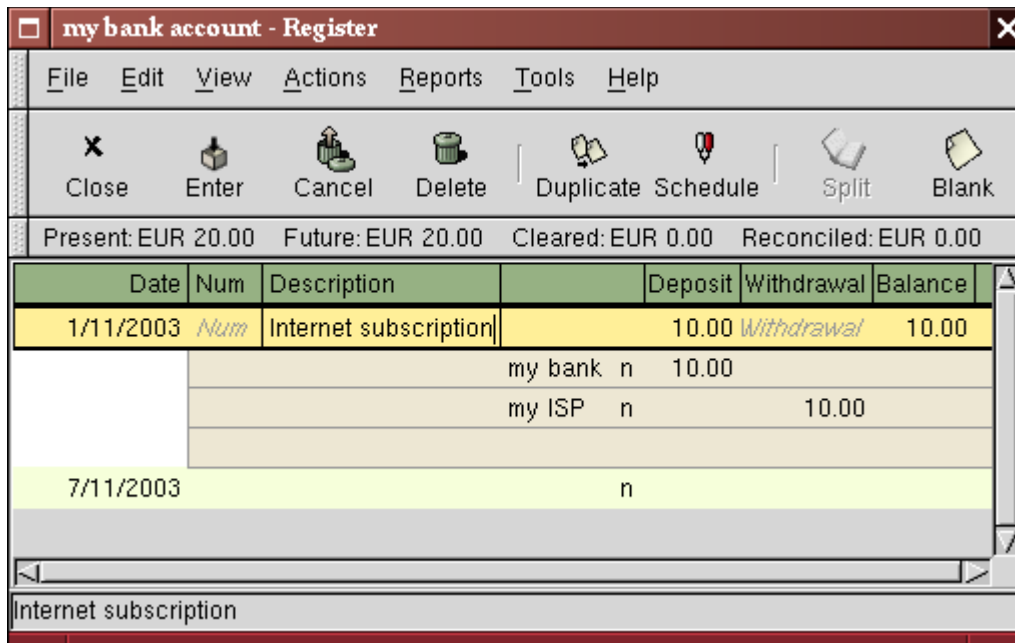 my bank account - Register
File Edit View Actions Reports Tools Help
Close Enter Cancel Delete Duplicate Schedule Split Blank
Present: EUR 20.00 Future: EUR 20.00 Cleared: EUR 0.00 Reconciled: EUR 0.00
Date Num Description Deposit Withdrawal Balance
1/11/2003 Num Internet subscription 10.00 Withdrawal 10.00
my bank n 10.00
my ISP n 10.00
7/11/2003 n
Internet subscription